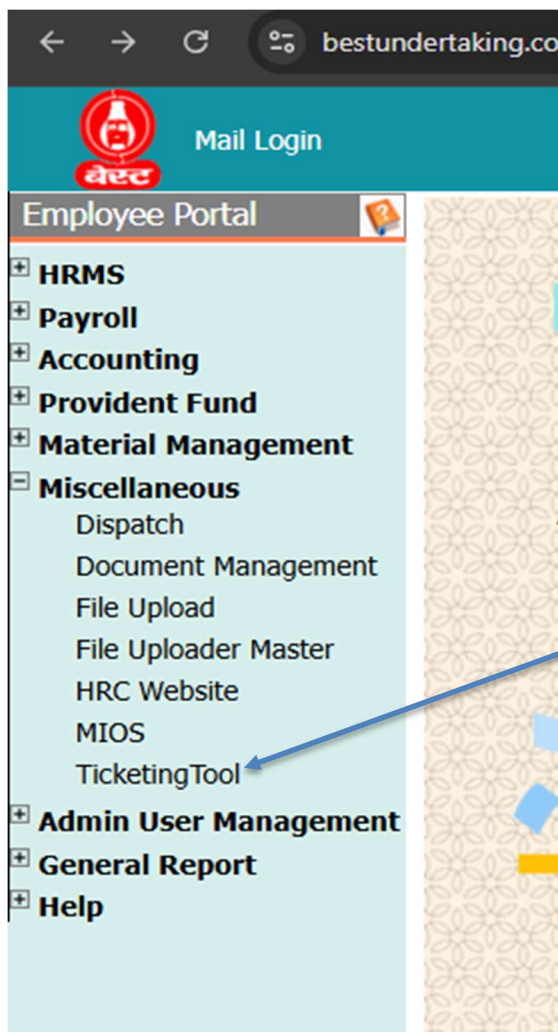 bestundertaking.co
Mail Login
बेस्ट
Employee Portal
HRMS
Payroll
Accounting
Provident Fund
Material Management
Miscellaneous
Dispatch
Document Management
File Upload
File Uploader Master
HRC Website
MIOS
TicketingTool
Admin User Management
General Report
Help